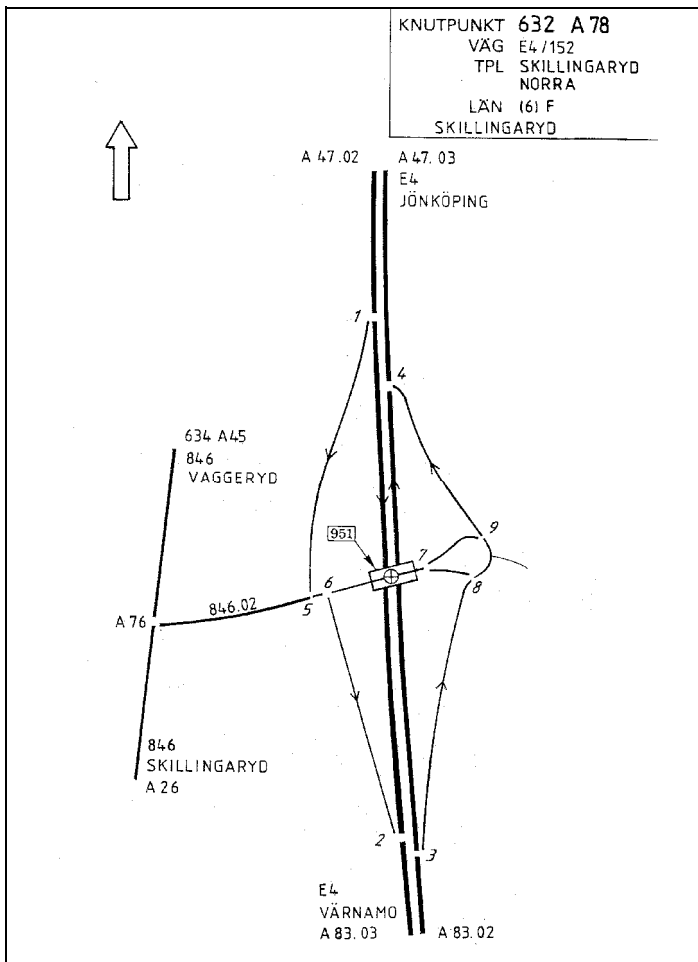 KNUTPUNKT 632 A 78
VÄG E4/152
TPL SKILLINGARYD
NORRA
LÄN (6) F
SKILLINGARYD
A 47.02 A 47.03
E4
JÖNKÖPING
1
4
634 A45
846
VAGGERYD
951
7
9
8
6
5
846.02
A 76
846
SKILLINGARYD
A 26
2
3
E4
VÄRNAMO
A 83.03 A 83.02